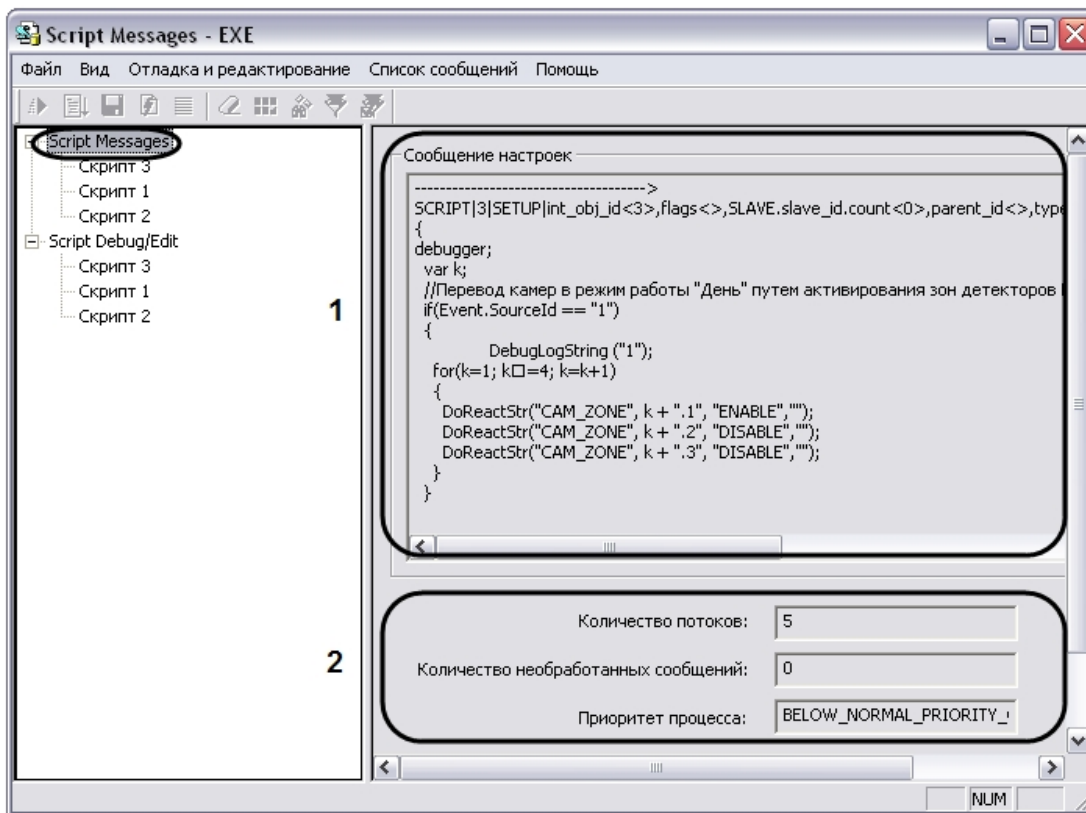 Script Messages - EXE
Файл Вид Отладка и редактирование Список сообщений Помощь
Script Messages
Скрипт 3
Скрипт 1
Скрипт 2
Script Debug/Edit
Скрипт 3
Скрипт 1
Скрипт 2
1
Сообщение настроек
------------------------------------->
SCRIPT|3|SETUP|int_obj_id<3>,flags<>,SLAVE.slave_id.count<0>,parent_id<>,type
{
debugger;
var k;
//Перевод камер в режим работы "День" путем активирования зон детекторов
if(Event.SourceId == "1")
{
DebugLogString ("1");
for(k=1; k□=4; k=k+1)
{
DoReactStr("CAM_ZONE", k + ".1", "ENABLE","");
DoReactStr("CAM_ZONE", k + ".2", "DISABLE","");
DoReactStr("CAM_ZONE", k + ".3", "DISABLE","");
}
}
2
Количество потоков: 5
Количество необработанных сообщений: 0
Приоритет процесса: BELOW_NORMAL_PRIORITY_
NUM